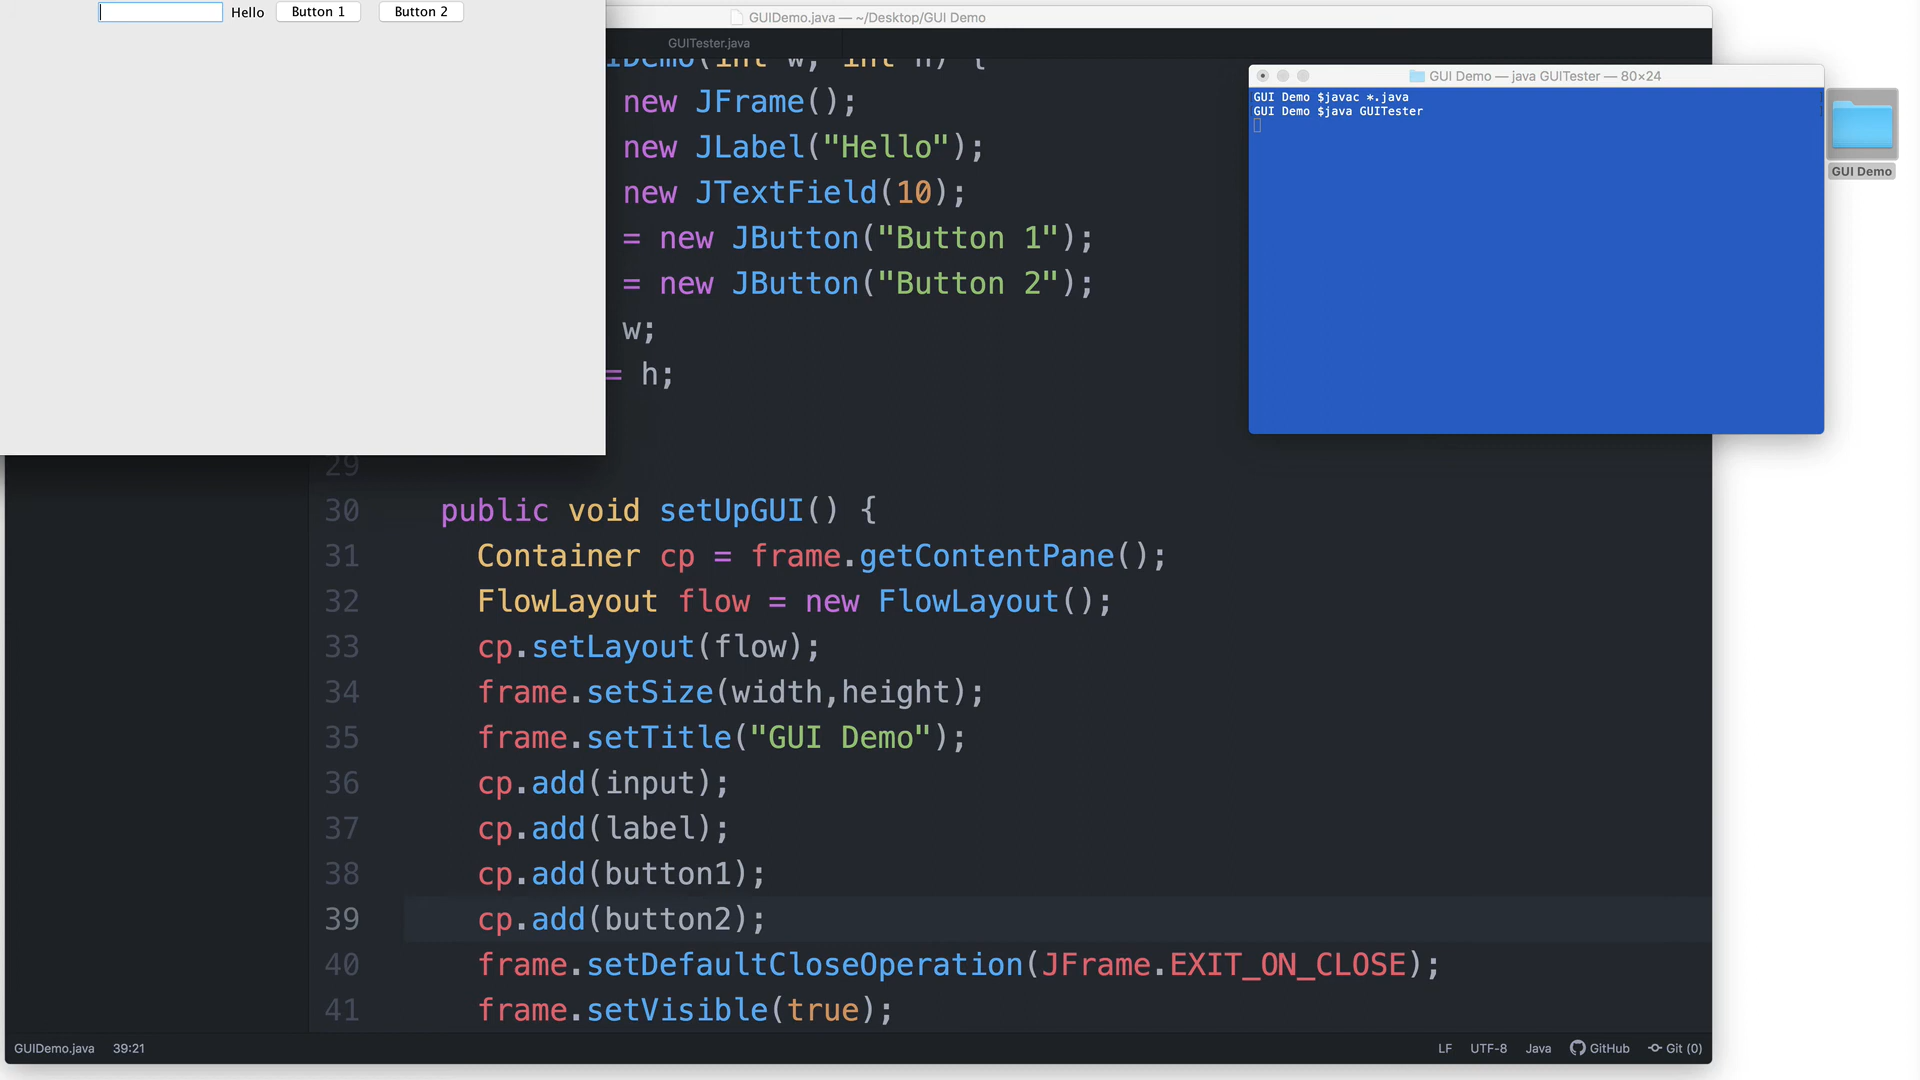 Hello Button 1 Button 2
GUIDemo.java — ~/Desktop/GUI Demo
GUITester.java
(int w, int h) {
new JFrame();
new JLabel("Hello");
new JTextField(10);
= new JButton("Button 1");
= new JButton("Button 2");
w;
= h;
29
30 public void setUpGUI() {
31 Container cp = frame.getContentPane();
32 FlowLayout flow = new FlowLayout();
33 cp.setLayout(flow);
34 frame.setSize(width,height);
35 frame.setTitle("GUI Demo");
36 cp.add(input);
37 cp.add(label);
38 cp.add(button1);
39 cp.add(button2);
40 frame.setDefaultCloseOperation(JFrame.EXIT_ON_CLOSE);
41 frame.setVisible(true);
GUIDemo.java 39:21 LF UTF-8 Java GitHub Git (0)
GUI Demo — java GUITester — 80×24
GUI Demo $javac *.java
GUI Demo $java GUITester
GUI Demo